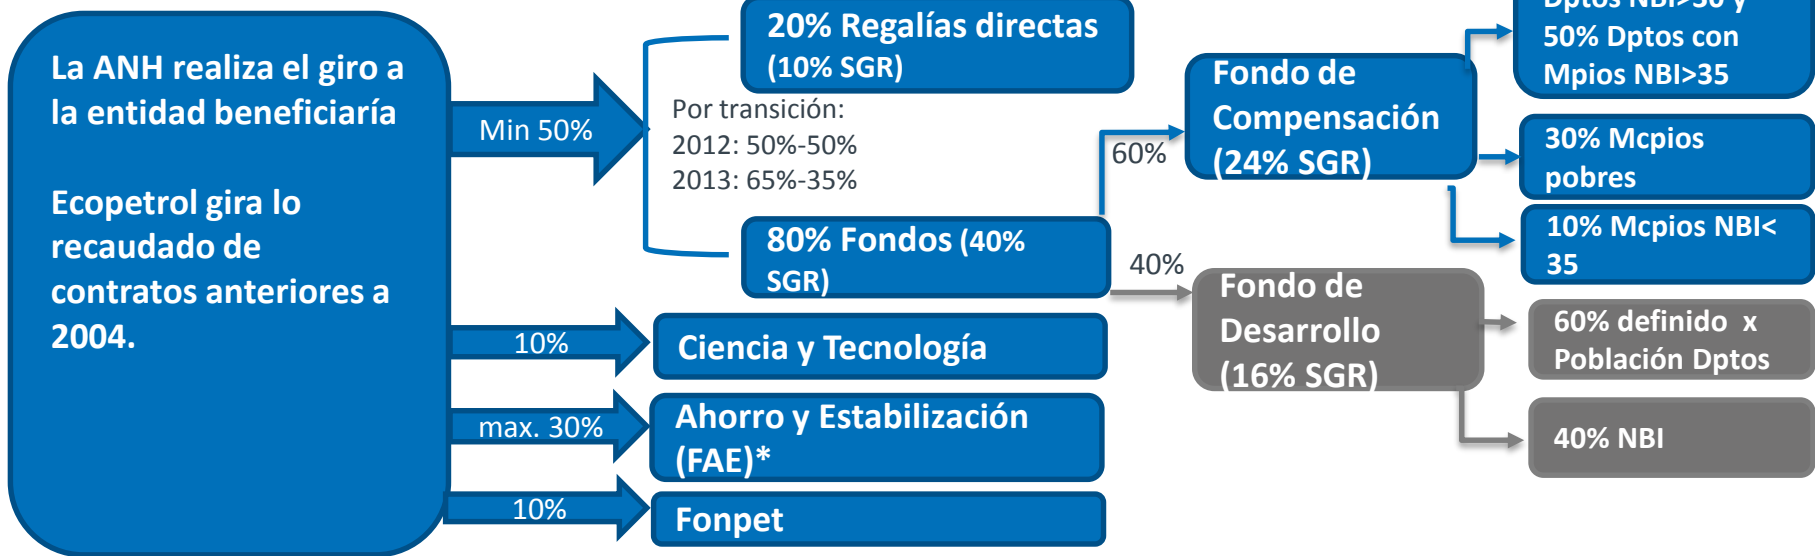 La ANH realiza el giro a
la entidad beneficiaría
Ecopetrol gira lo
recaudado de
contratos anteriores a
2004.
Min 50%
10%
max. 30%
10%
20% Regalías directas
(10% SGR)
Por transición:
2012: 50%-50%
2013: 65%-35%
80% Fondos (40%
SGR)
Ciencia y Tecnología
Ahorro y Estabilización
(FAE)*
Fonpet
60%
40%
Fondo de
Compensación
(24% SGR)
Fondo de
Desarrollo
(16% SGR)
Dptos NBI>30 y
50% Dptos con
Mpios NBI>35
30% Mcpios
pobres
10% Mcpios NBI<
35
60% definido x
Población Dptos
40% NBI